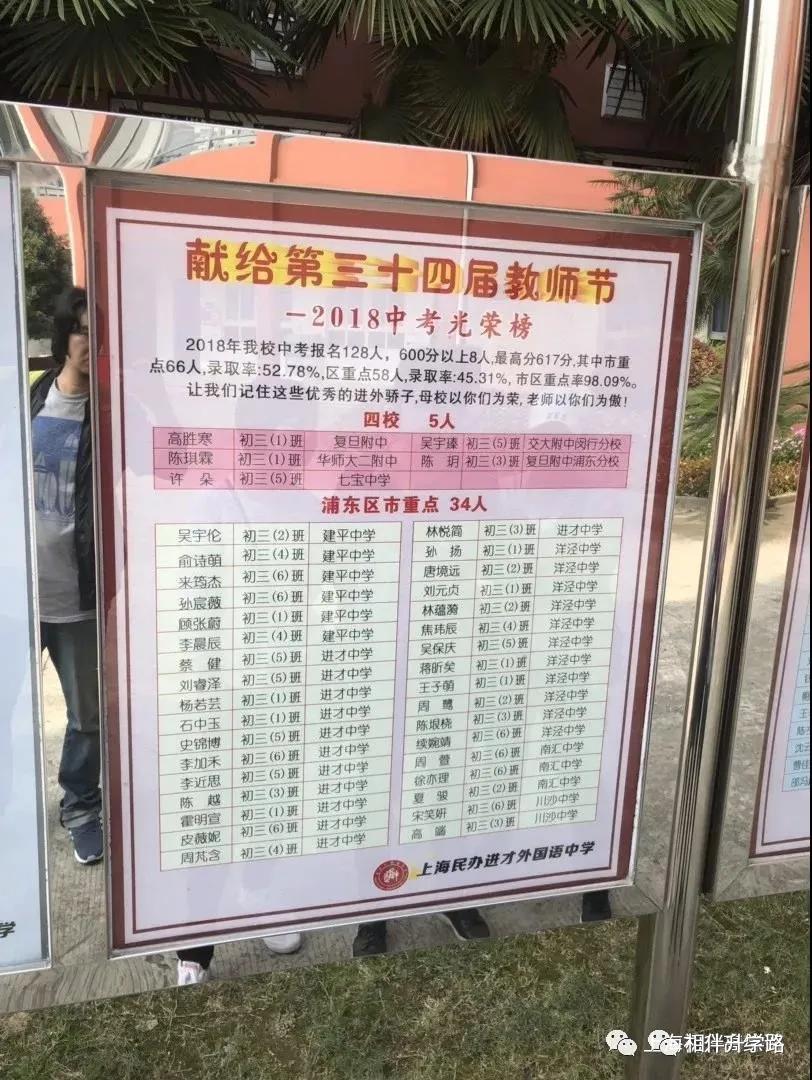 献给第三十四届教师节
－2018中考光荣榜
2018年我校中考报名128人，600分以上8人,最高分617分,其中市重
点66人,录取率:52.78%,区重点58人,录取率:45.31%, 市区重点率98.09%。
让我们记住这些优秀的进外骄子,母校以你们为荣,老师以你们为傲！
四校 5人
高胜寒 初三(1)班 复旦附中 吴宇臻 初三(5)班 交大附中闵行分校
陈琪霖 初三(1)班 华师大二附中 陈 玥 初三(3)班 复旦附中浦东分校
许 朵 初三(5)班 七宝中学
浦东区市重点 34人
吴宇伦 初三(2)班 建平中学
俞诗萌 初三(4)班 建平中学
来筠杰 初三(6)班 建平中学
孙宸薇 初三(6)班 建平中学
顾张蔚 初三(1)班 建平中学
李晨辰 初三(4)班 建平中学
蔡 健 初三(5)班 进才中学
刘睿泽 初三(5)班 进才中学
杨若芸 初三(1)班 进才中学
石中玉 初三(1)班 进才中学
史锦博 初三(5)班 进才中学
李加禾 初三(6)班 进才中学
李近思 初三(5)班 进才中学
陈 越 初三(3)班 进才中学
霍明宣 初三(1)班 进才中学
皮薇妮 初三(6)班 进才中学
周芃含 初三(4)班 进才中学
林悦简 初三(3)班 进才中学
孙 扬 初三(1)班 洋泾中学
唐境远 初三(2)班 洋泾中学
刘元贞 初三(1)班 洋泾中学
林蕴漪 初三(2)班 洋泾中学
焦玮辰 初三(4)班 洋泾中学
吴保庆 初三(5)班 洋泾中学
蒋昕矣 初三(1)班 洋泾中学
王子萌 初三(1)班 洋泾中学
周 鹭 初三(2)班 洋泾中学
陈垠桡 初三(3)班 洋泾中学
续婉婧 初三(6)班 洋泾中学
周 萱 初三(6)班 南汇中学
徐亦理 初三(6)班 南汇中学
夏 骏 初三(2)班 南汇中学
宋笑妍 初三(6)班 川沙中学
高 端 初三(3)班 川沙中学
上海民办进才外国语中学
学
上海相伴升学路